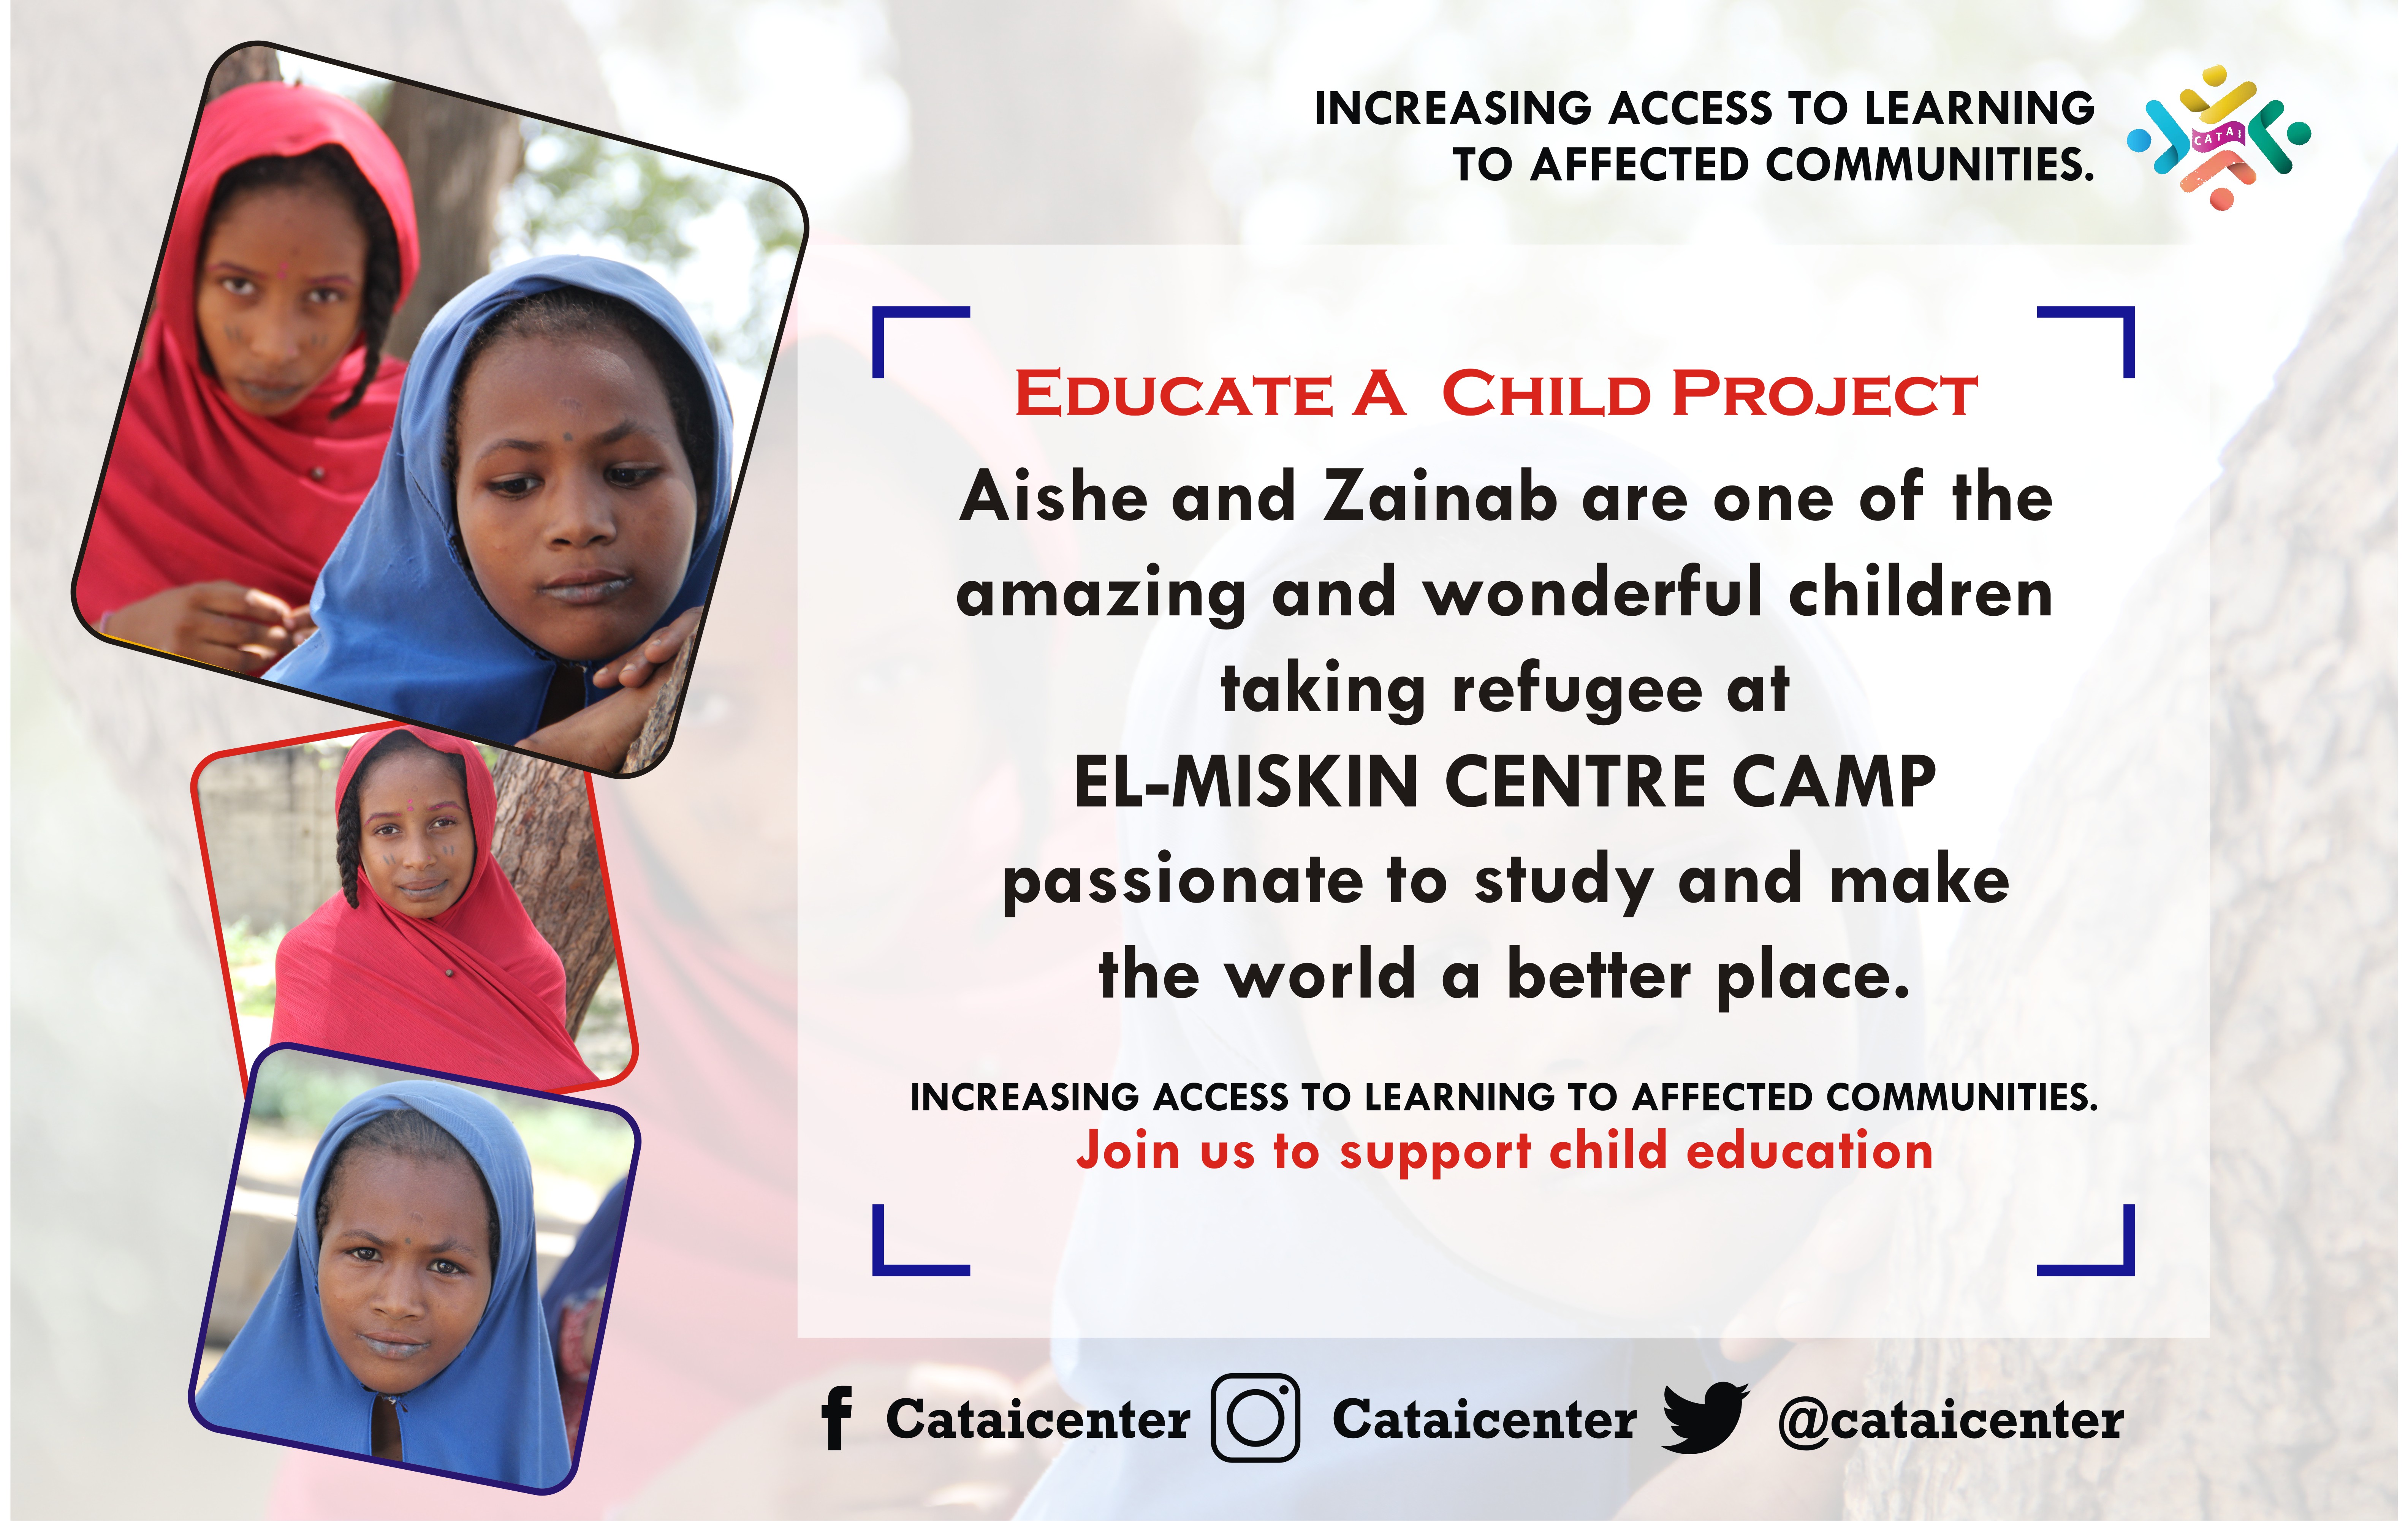 INCREASING ACCESS TO LEARNING
TO AFFECTED COMMUNITIES.
CATAI
EDUCATE A CHILD PROJECT
Aishe and Zainab are one of the
amazing and wonderful children
taking refugee at
EL-MISKIN CENTRE CAMP
passionate to study and make
the world a better place.
INCREASING ACCESS TO LEARNING TO AFFECTED COMMUNITIES.
Join us to support child education
f Cataicenter Cataicenter @cataicenter